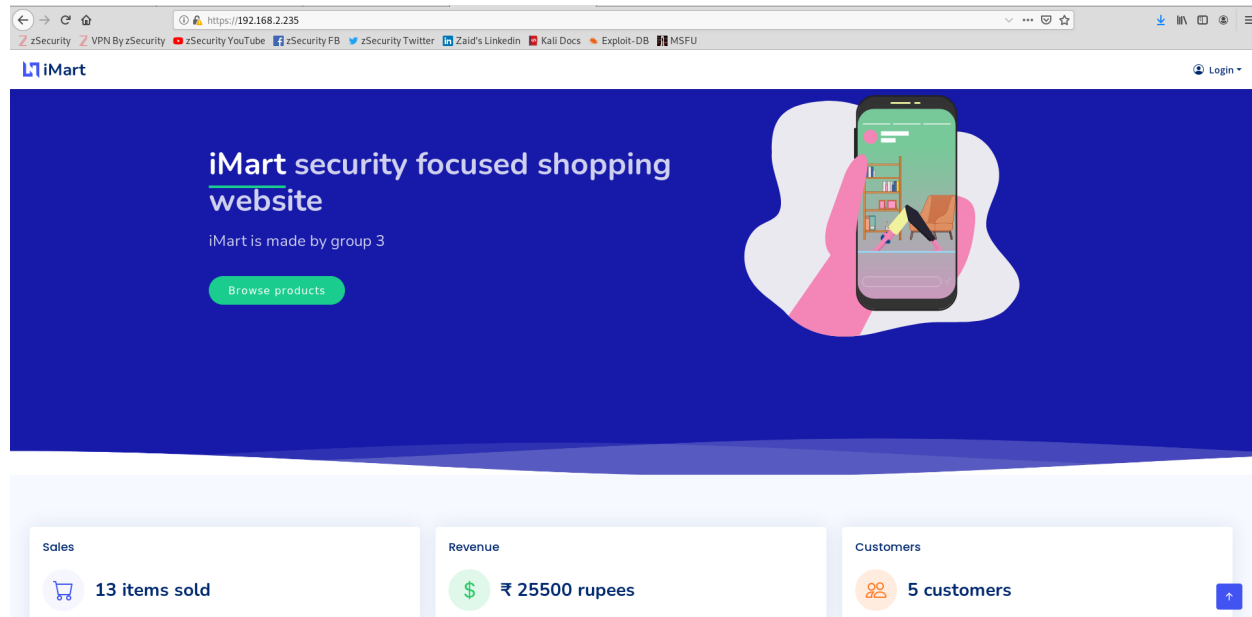 https://192.168.2.235
zSecurity VPN By zSecurity zSecurity YouTube zSecurity FB zSecurity Twitter Zaid's Linkedin Kali Docs Exploit-DB MSFU
iMart
Login
iMart security focused shopping
website
iMart is made by group 3
Browse products
Sales
Revenue
Customers
13 items sold
₹ 25500 rupees
5 customers